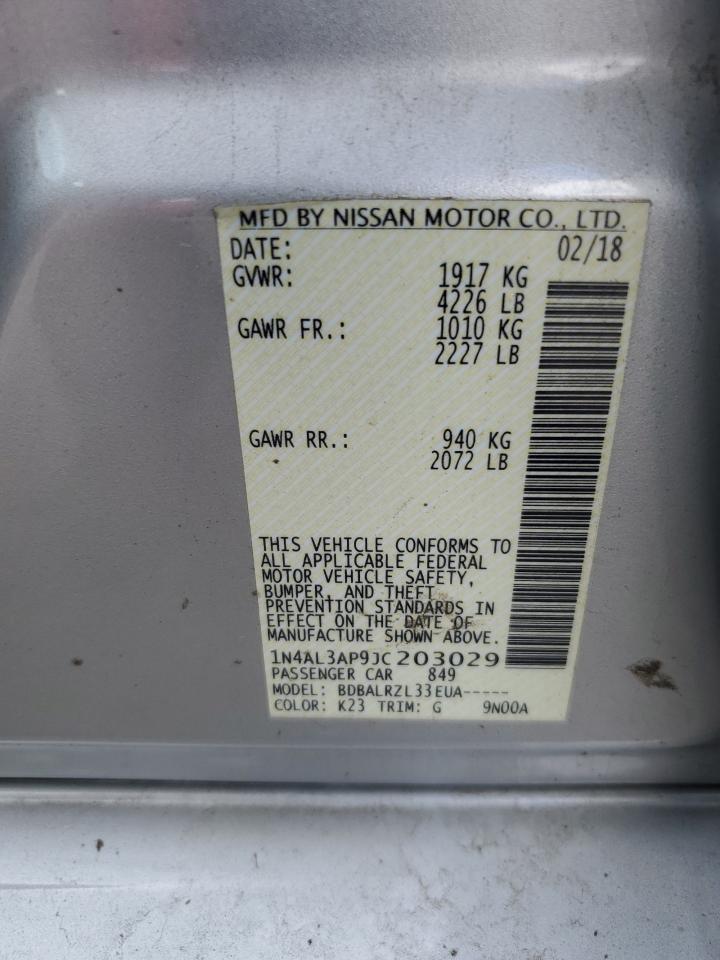 MFD BY NISSAN MOTOR CO., LTD.
DATE: 02/18
GVWR: 1917 KG
4226 LB
GAWR FR.: 1010 KG
2227 LB
GAWR RR.: 940 KG
2072 LB
THIS VEHICLE CONFORMS TO
ALL APPLICABLE FEDERAL
MOTOR VEHICLE SAFETY,
BUMPER, AND THEFT
PREVENTION STANDARDS IN
EFFECT ON THE DATE OF
MANUFACTURE SHOWN ABOVE.
1N4AL3AP9JC203029
PASSENGER CAR 849
MODEL: BDBALRZL33EUA-----
COLOR: K23 TRIM: G 9N00A